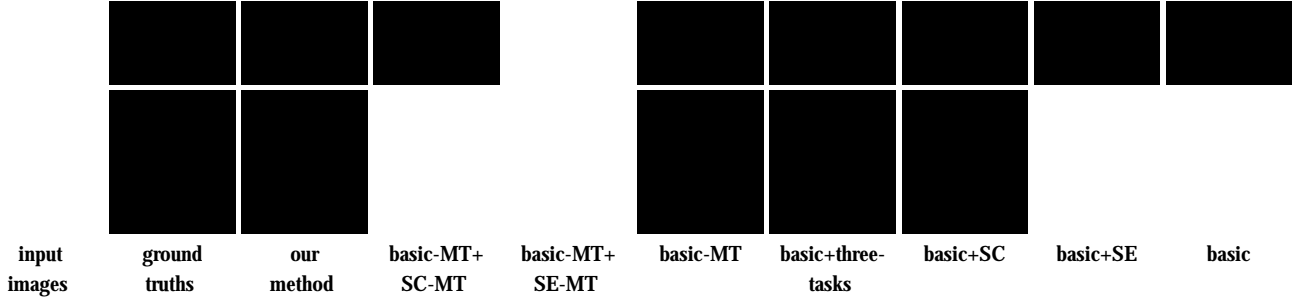 input ground our basic-MT+ basic-MT+ basic-MT basic+three- basic+SC basic+SE basic
images truths method SC-MT SE-MT tasks